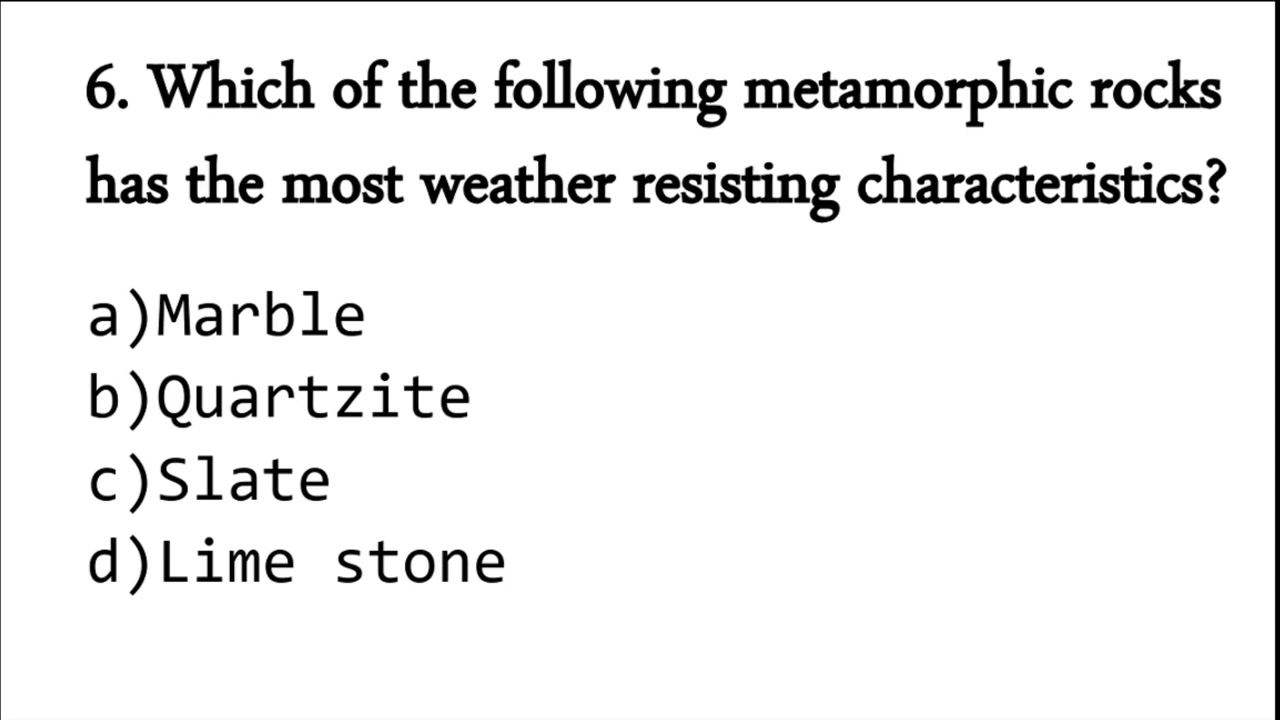 6. Which of the following metamorphic rocks
has the most weather resisting characteristics?
a)Marble
b)Quartzite
c)Slate
d)Lime stone